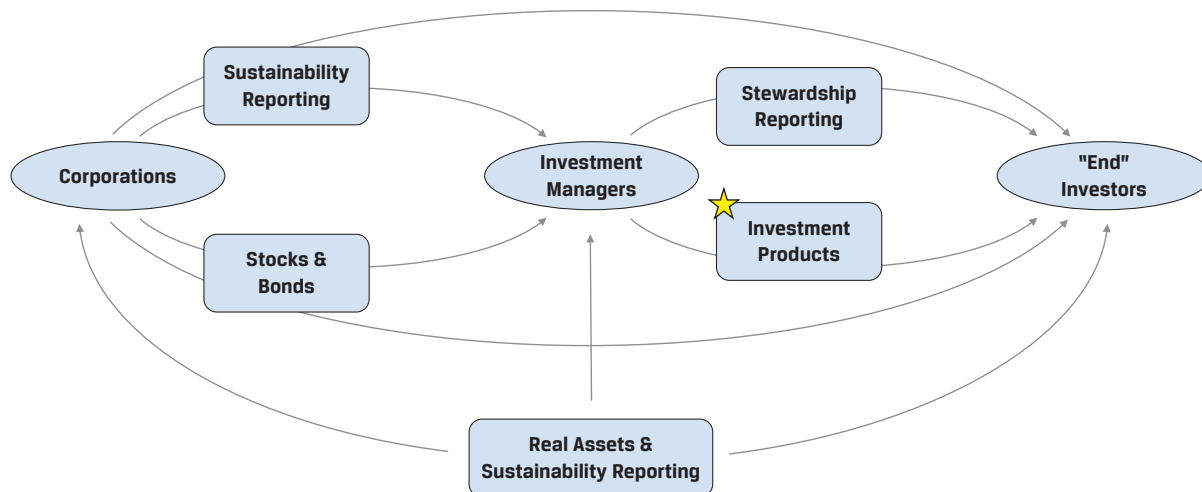 Sustainability
Reporting
Stewardship
Reporting
Corporations
Investment
Managers
"End"
Investors
Stocks &
Bonds
Investment
Products
Real Assets &
Sustainability Reporting